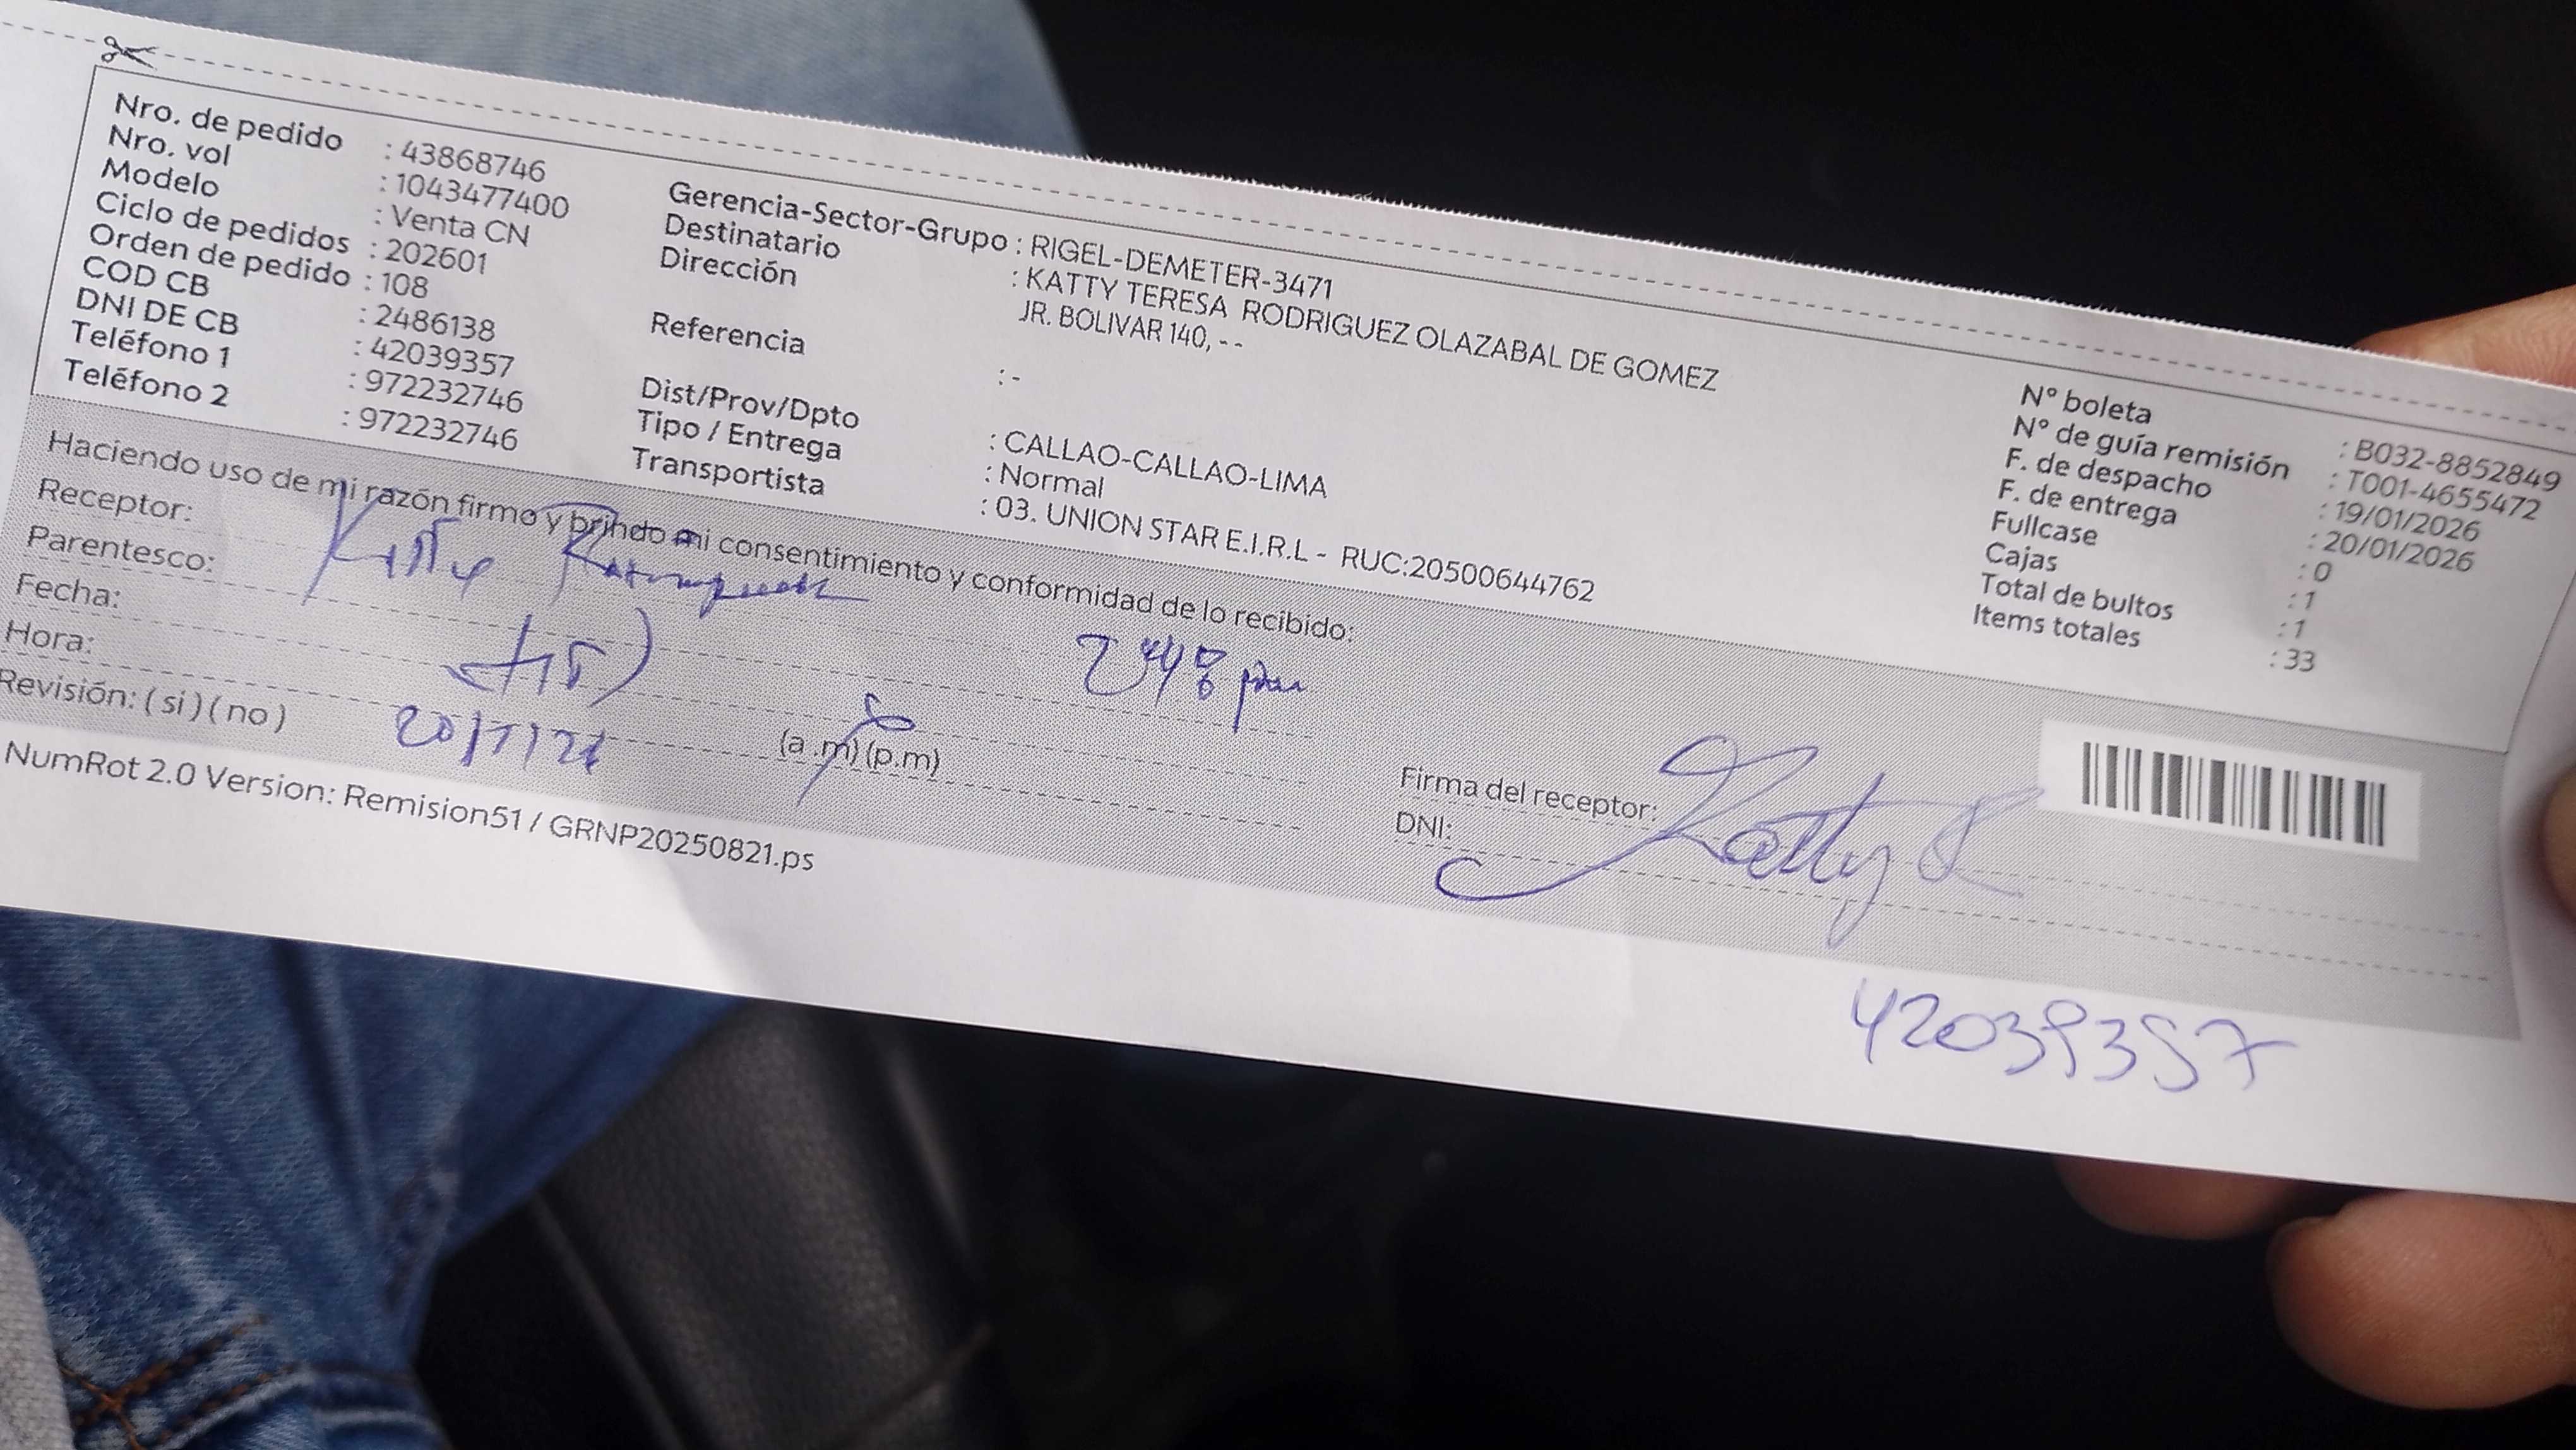 Nro. de pedido : 43868746
Nro. vol : 1043477400
Modelo : Venta CN
Ciclo de pedidos : 202601
Orden de pedido : 108
COD CB : 2486138
DNI DE CB : 42039357
Teléfono 1 : 972232746
Teléfono 2 : 972232746
Gerencia-Sector-Grupo : RIGEL-DEMETER-3471
Destinatario : KATTY TERESA RODRIGUEZ OLAZABAL DE GOMEZ
Dirección JR. BOLIVAR 140, - -
Referencia : -
Dist/Prov/Dpto : CALLAO-CALLAO-LIMA
Tipo / Entrega : Normal
Transportista : 03. UNION STAR E.I.R.L - RUC:20500644762
N° boleta : B032-8852849
N° de guía remisión : T001-4655472
F. de despacho : 19/01/2026
F. de entrega : 20/01/2026
Fullcase : 0
Cajas : 1
Total de bultos : 1
Items totales : 33
Haciendo uso de mi razón firmo y brindo mi consentimiento y conformidad de lo recibido:
Receptor:
Parentesco:
Fecha:
Hora: (a .m) (p.m)
Revisión: ( si ) ( no )
2 48 pm
Firma del receptor: Katty R
DNI:
42039357
NumRot 2.0 Version: Remision51 / GRNP20250821.ps